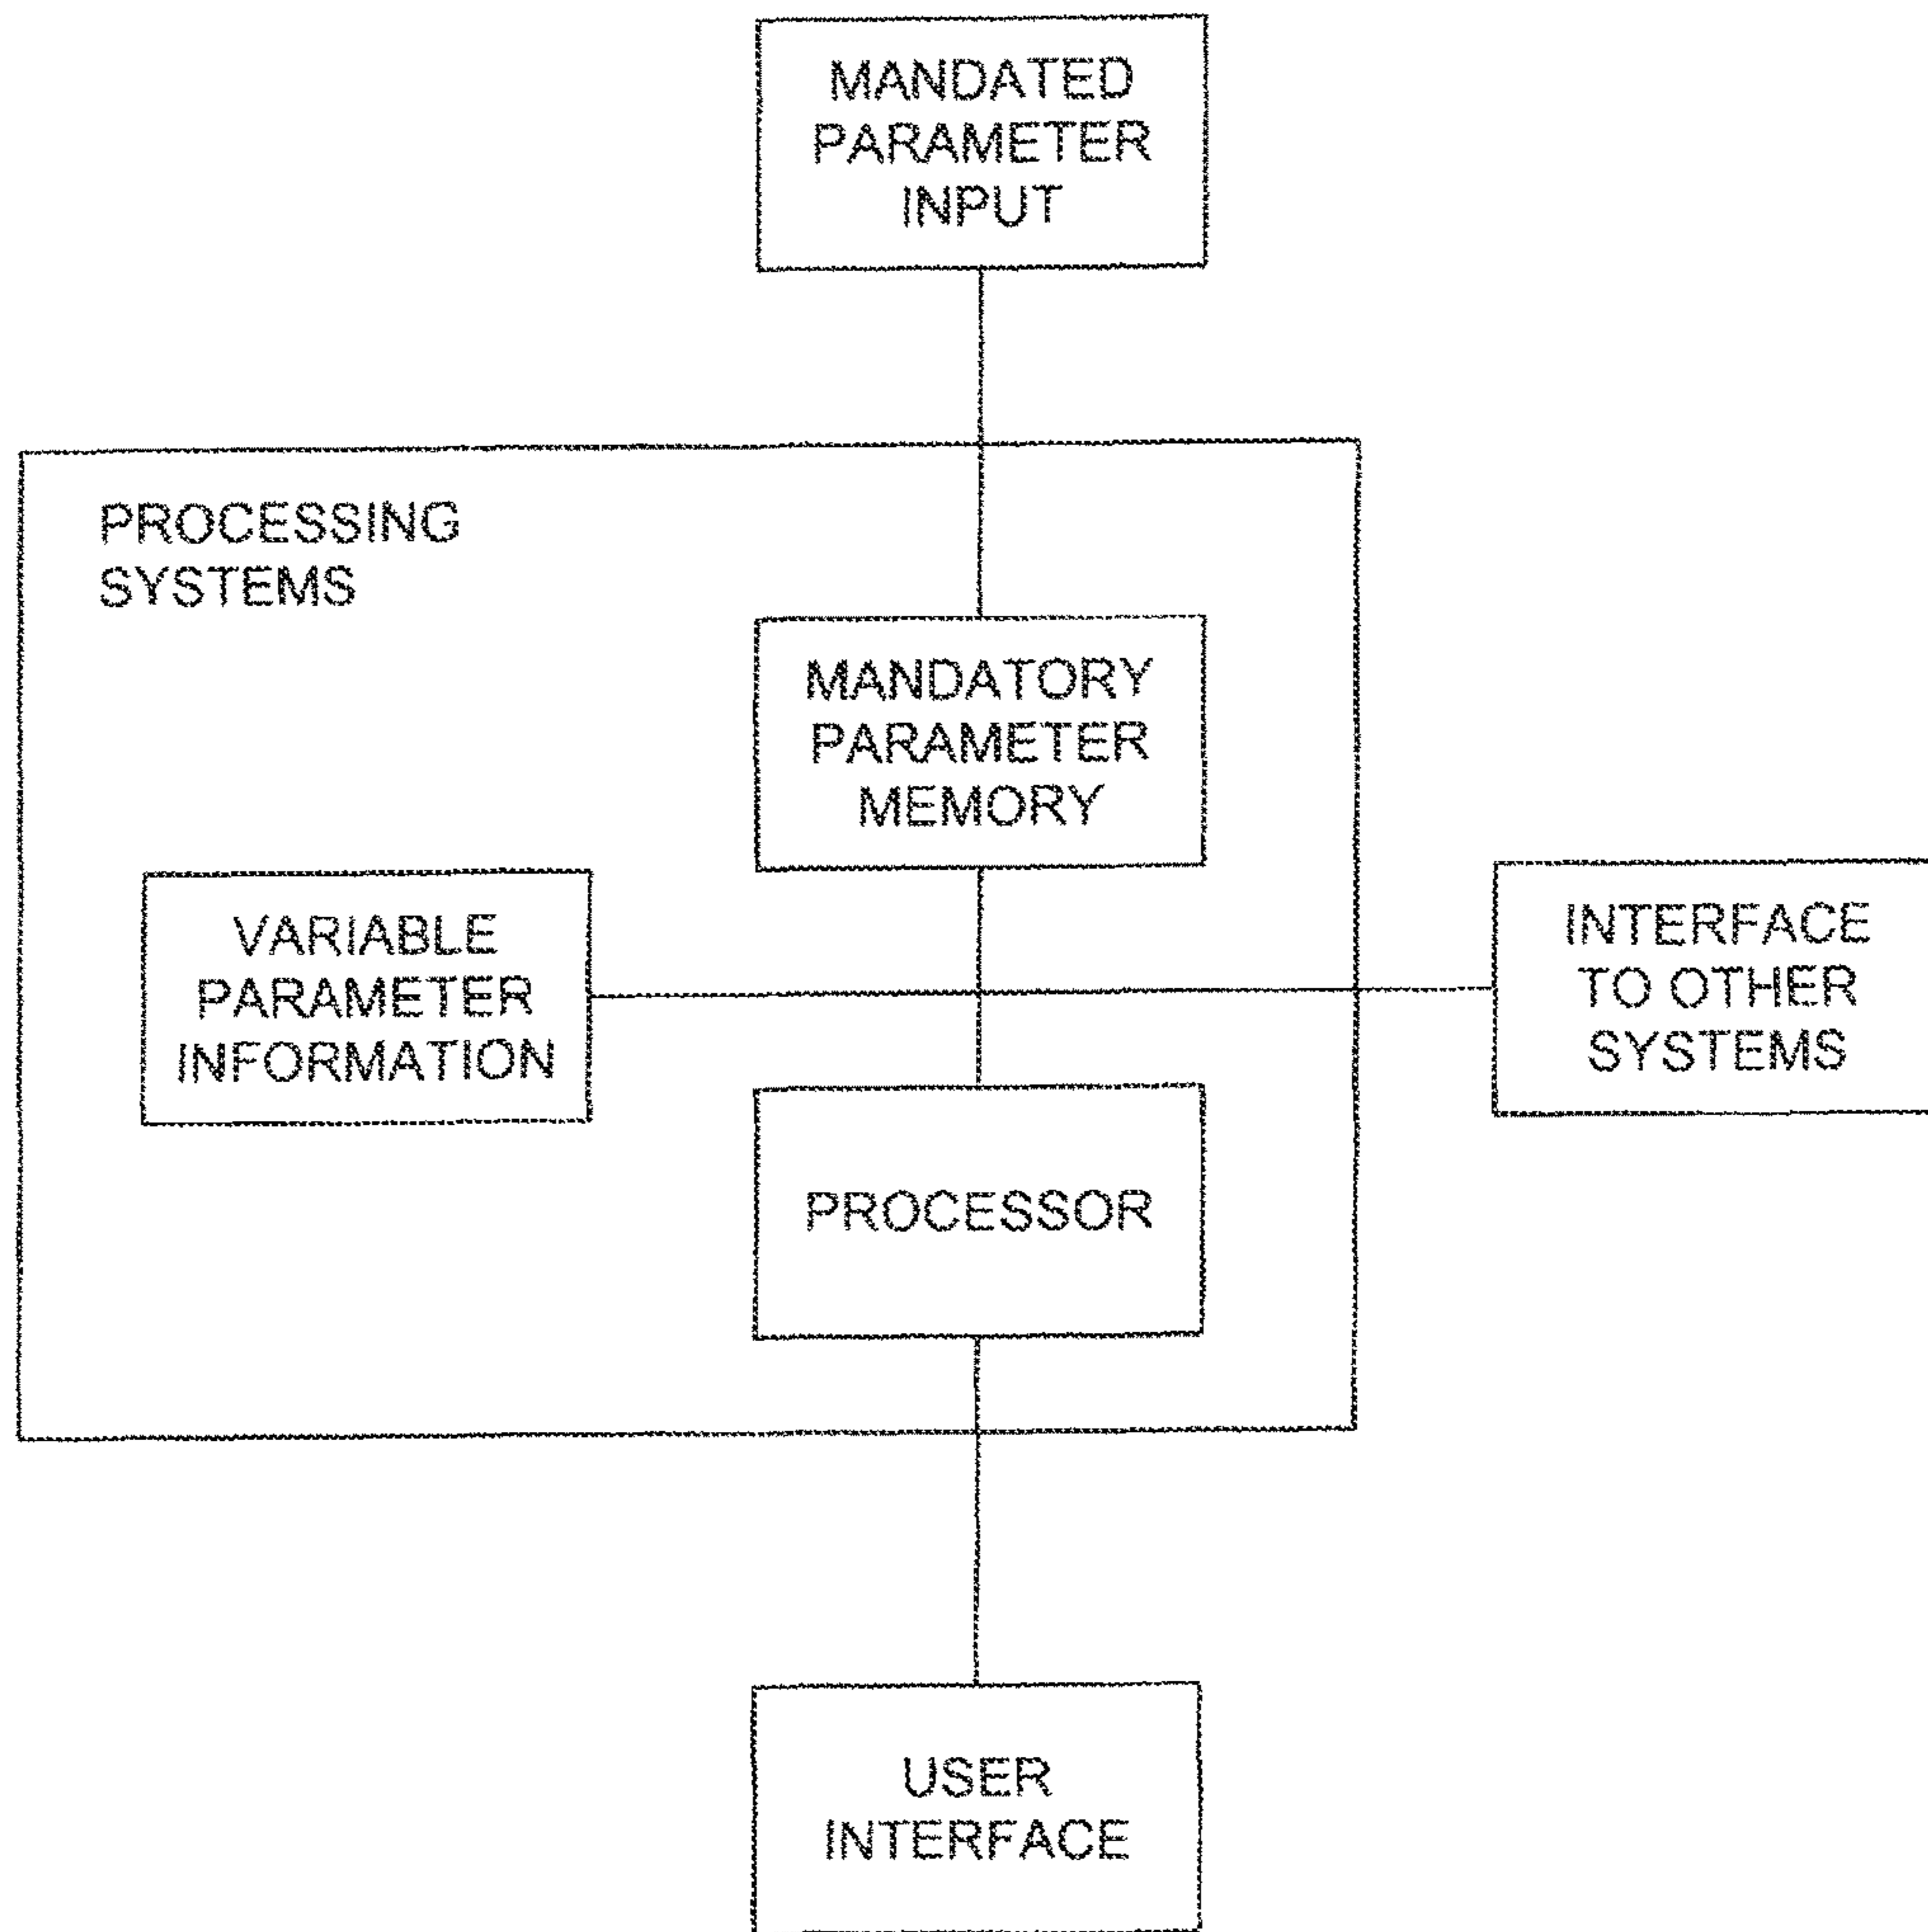 MANDATED
PARAMETER
INPUT
PROCESSING
SYSTEMS
MANDATORY
PARAMETER
MEMORY
VARIABLE
PARAMETER
INFORMATION
INTERFACE
TO OTHER
SYSTEMS
PROCESSOR
USER
INTERFACE